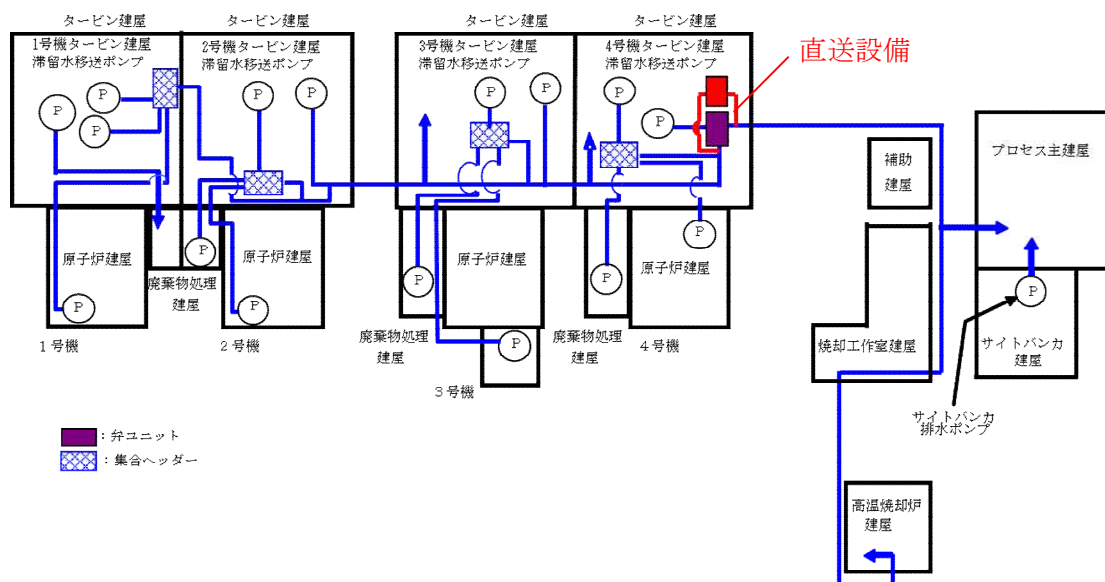 タービン建屋
タービン建屋
タービン建屋
タービン建屋
1号機タービン建屋
滞留水移送ポンプ
2号機タービン建屋
滞留水移送ポンプ
3号機タービン建屋
滞留水移送ポンプ
4号機タービン建屋
滞留水移送ポンプ
直送設備
P
P
P
P
P
P
P
P
P
補助
建屋
プロセス主建屋
原子炉建屋
P
原子炉建屋
原子炉建屋
P
原子炉建屋
P
P
P
P
P
廃棄物処理
建屋
1号機
2号機
廃棄物処理
建屋
P
3号機
廃棄物処理
建屋
4号機
焼却工作室建屋
P
サイトバンカ
建屋
サイトバンカ
排水ポンプ
:弁ユニット
:集合ヘッダー
高温焼却炉
建屋